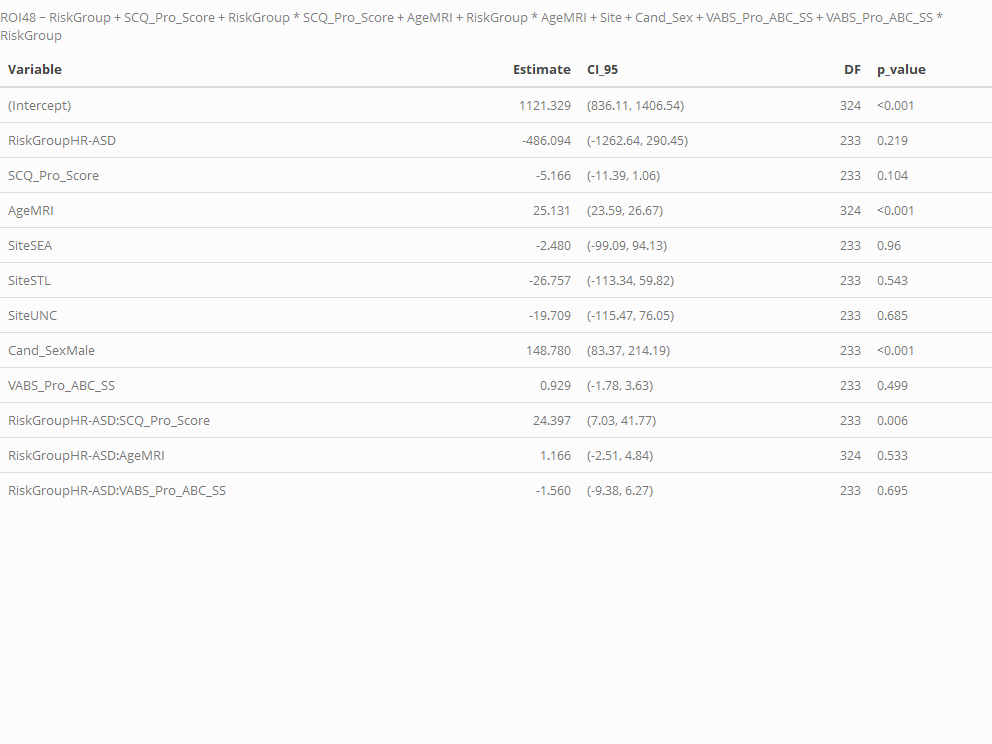 ROI48 ~ RiskGroup + SCQ_Pro_Score + RiskGroup * SCQ_Pro_Score + AgeMRI + RiskGroup * AgeMRI + Site + Cand_Sex + VABS_Pro_ABC_SS + VABS_Pro_ABC_SS *
RiskGroup
Variable Estimate CI_95 DF p_value
(Intercept) 1121.329 (836.11, 1406.54) 324 <0.001
RiskGroupHR-ASD -486.094 (-1262.64, 290.45) 233 0.219
SCQ_Pro_Score -5.166 (-11.39, 1.06) 233 0.104
AgeMRI 25.131 (23.59, 26.67) 324 <0.001
SiteSEA -2.480 (-99.09, 94.13) 233 0.96
SiteSTL -26.757 (-113.34, 59.82) 233 0.543
SiteUNC -19.709 (-115.47, 76.05) 233 0.685
Cand_SexMale 148.780 (83.37, 214.19) 233 <0.001
VABS_Pro_ABC_SS 0.929 (-1.78, 3.63) 233 0.499
RiskGroupHR-ASD:SCQ_Pro_Score 24.397 (7.03, 41.77) 233 0.006
RiskGroupHR-ASD:AgeMRI 1.166 (-2.51, 4.84) 324 0.533
RiskGroupHR-ASD:VABS_Pro_ABC_SS -1.560 (-9.38, 6.27) 233 0.695